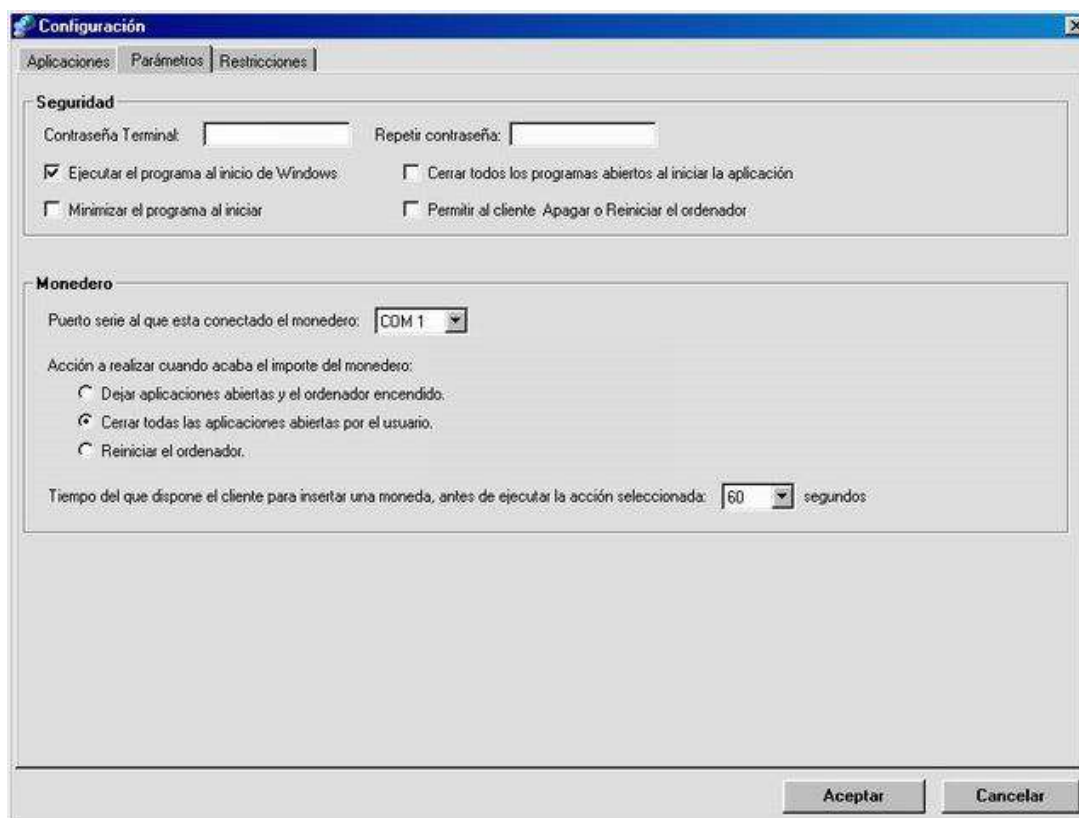 Configuración
Aplicaciones Parámetros Restricciones
Seguridad
Contraseña Terminal: Repetir contraseña:
Ejecutar el programa al inicio de Windows Cerrar todos los programas abiertos al iniciar la aplicación
Minimizar el programa al iniciar Permitir al cliente Apagar o Reiniciar el ordenador
Monedero
Puerto serie al que esta conectado el monedero: COM 1
Acción a realizar cuando acaba el importe del monedero:
Dejar aplicaciones abiertas y el ordenador encendido.
Cerrar todas las aplicaciones abiertas por el usuario.
Reiniciar el ordenador.
Tiempo del que dispone el cliente para insertar una moneda, antes de ejecutar la acción seleccionada: 60 segundos
Aceptar Cancelar